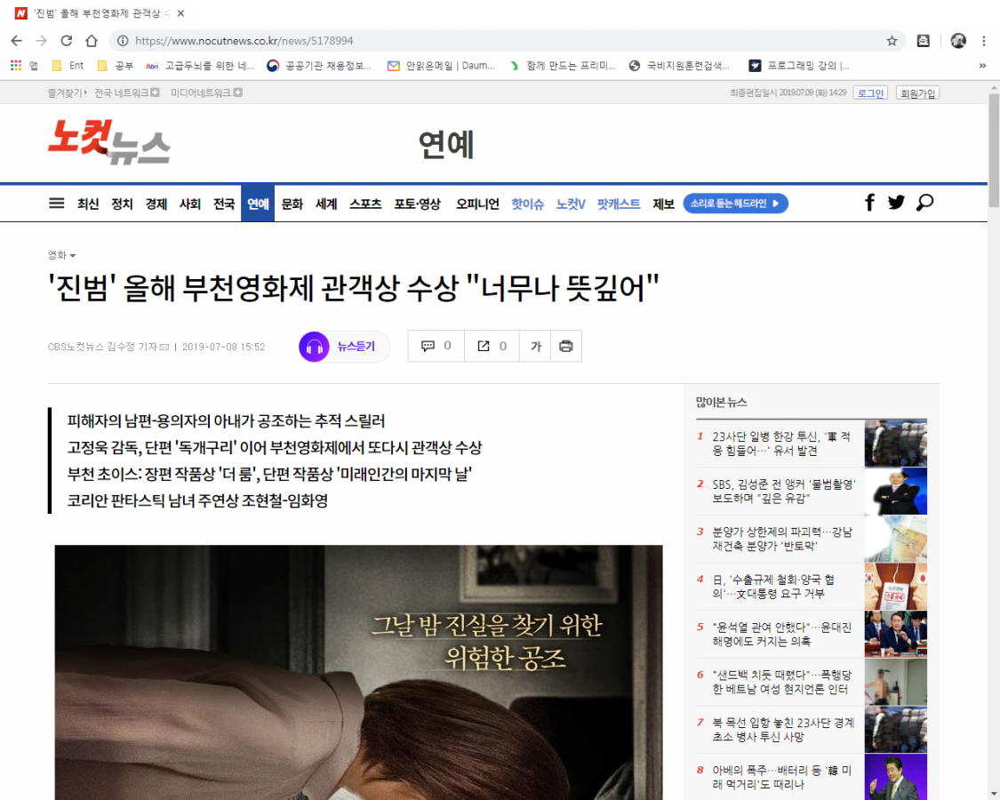 '진범' 올해 부천영화제 관객상 수
https://www.nocutnews.co.kr/news/5178994
앱 Ent 공부 hbri 고급두뇌를 위한 네... 공공기관 채용정보... 안읽은메일 | Daum... 함께 만드는 프리미... 국비지원훈련검색... 프로그래밍 강의 |... »
즐겨찾기 전국 네트워크 미디어네트워크 최종편집일시 2019.07.09 (화) 14:29 로그인 회원가입
노컷뉴스 연예
최신 정치 경제 사회 전국 연예 문화 세계 스포츠 포토·영상 오피니언 핫이슈 노컷V 팟캐스트 제보 소리로 듣는 헤드라인
영화
'진범' 올해 부천영화제 관객상 수상 "너무나 뜻깊어"
CBS노컷뉴스 김수정 기자 | 2019-07-08 15:52 뉴스듣기 0 0 가
피해자의 남편-용의자의 아내가 공조하는 추적 스릴러
고정욱 감독, 단편 '독개구리' 이어 부천영화제에서 또다시 관객상 수상
부천 초이스: 장편 작품상 '더 룸', 단편 작품상 '미래인간의 마지막 날'
코리안 판타스틱 남녀 주연상 조현철-임화영
그날 밤 진실을 찾기 위한
위험한 공조
많이본 뉴스
1 23사단 일병 한강 투신, '軍 적
응 힘들어…' 유서 발견
2 SBS, 김성준 전 앵커 '불법촬영'
보도하며 "깊은 유감"
3 분양가 상한제의 파괴력…강남
재건축 분양가 '반토막'
4 日, '수출규제 철회·양국 협
의'…文대통령 요구 거부
5 "윤석열 관여 안했다"…윤대진
해명에도 커지는 의혹
6 "샌드백 치듯 때렸다"…폭행당
한 베트남 여성 현지언론 인터
7 북 목선 입항 놓친 23사단 경계
초소 병사 투신 사망
8 아베의 폭주…배터리 등 '韓 미
래 먹거리'도 때리나